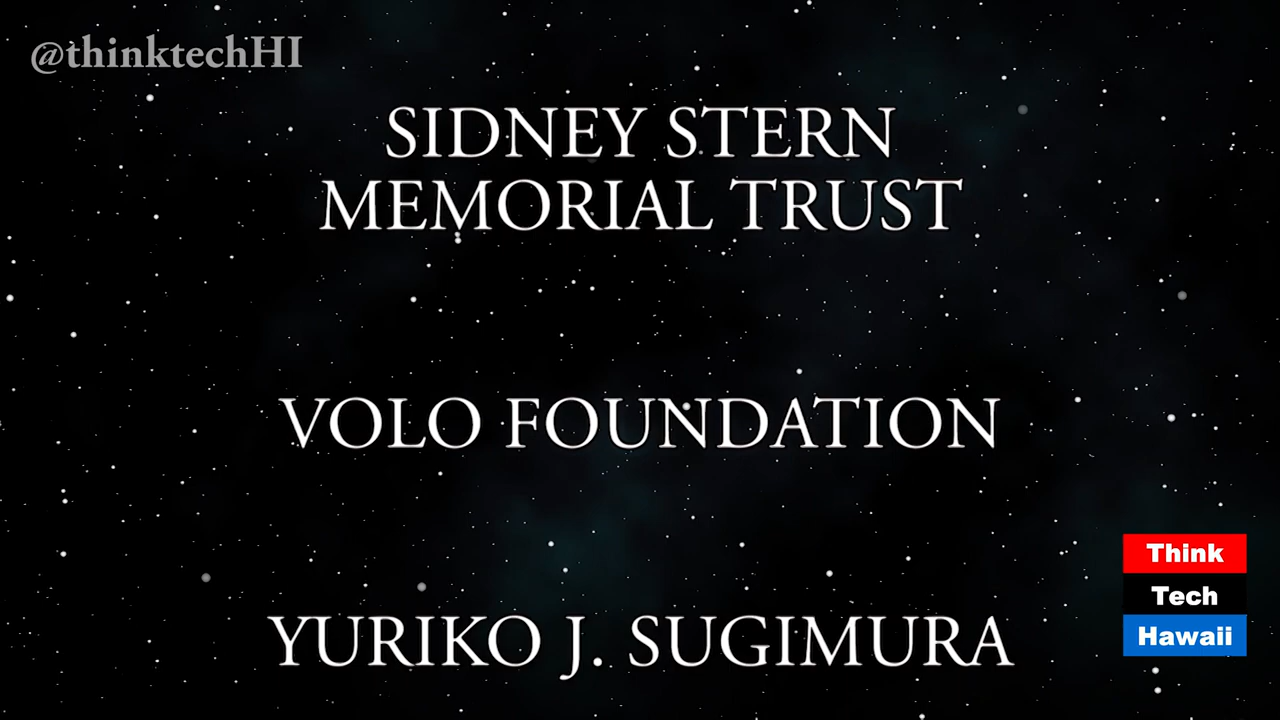 @thinktechHI
SIDNEY STERN
MEMORIAL TRUST
VOLO FOUNDATION
YURIKO J. SUGIMURA
Think
Tech
Hawaii